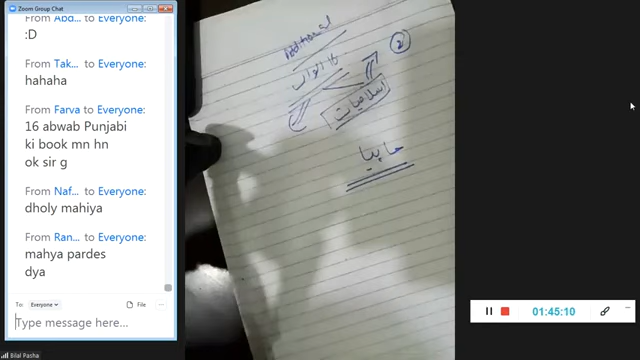 Zoom Group Chat
From Abd... to Everyone:
:D
From Tak... to Everyone:
hahaha
From Farva to Everyone:
16 abwab Punjabi
ki book mn hn
ok sir g
From Naf... to Everyone:
dholy mahiya
From Ran... to Everyone:
mahya pardes
dya
To: Everyone
File
Type message here...
Bilal Pasha
Additional
2
اسلامیات
ماہیا
01:45:10